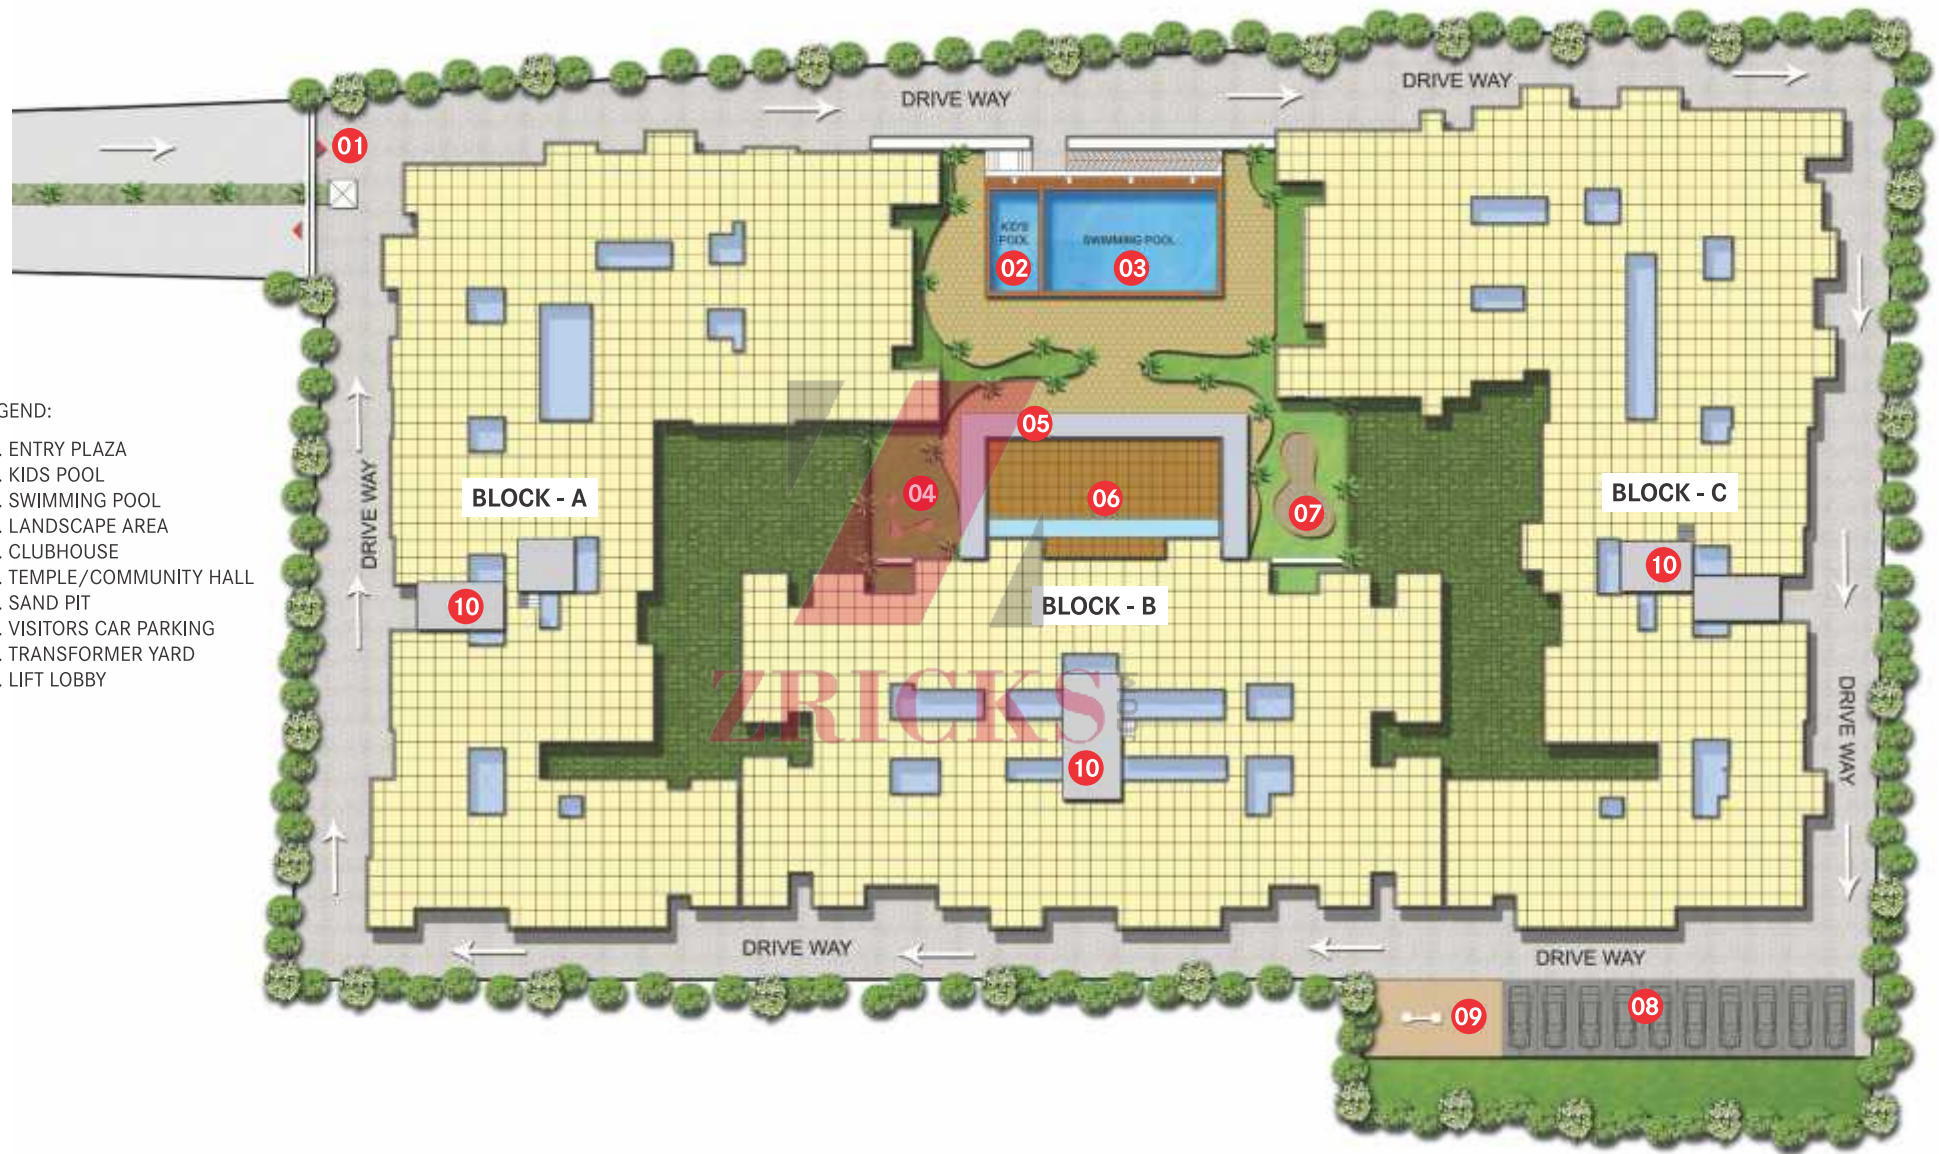 DRIVE WAY
DRIVE WAY
01
KID'S
POOL
SWIMMING POOL
02
03
GEND:
. ENTRY PLAZA
. KIDS POOL
. SWIMMING POOL
. LANDSCAPE AREA
. CLUBHOUSE
. TEMPLE/COMMUNITY HALL
. SAND PIT
. VISITORS CAR PARKING
. TRANSFORMER YARD
. LIFT LOBBY
DRIVE WAY
05
BLOCK - A
04
06
07
BLOCK - C
10
10
BLOCK - B
ZRICKS
.COM
10
DRIVE WAY
DRIVE WAY
DRIVE WAY
09
08